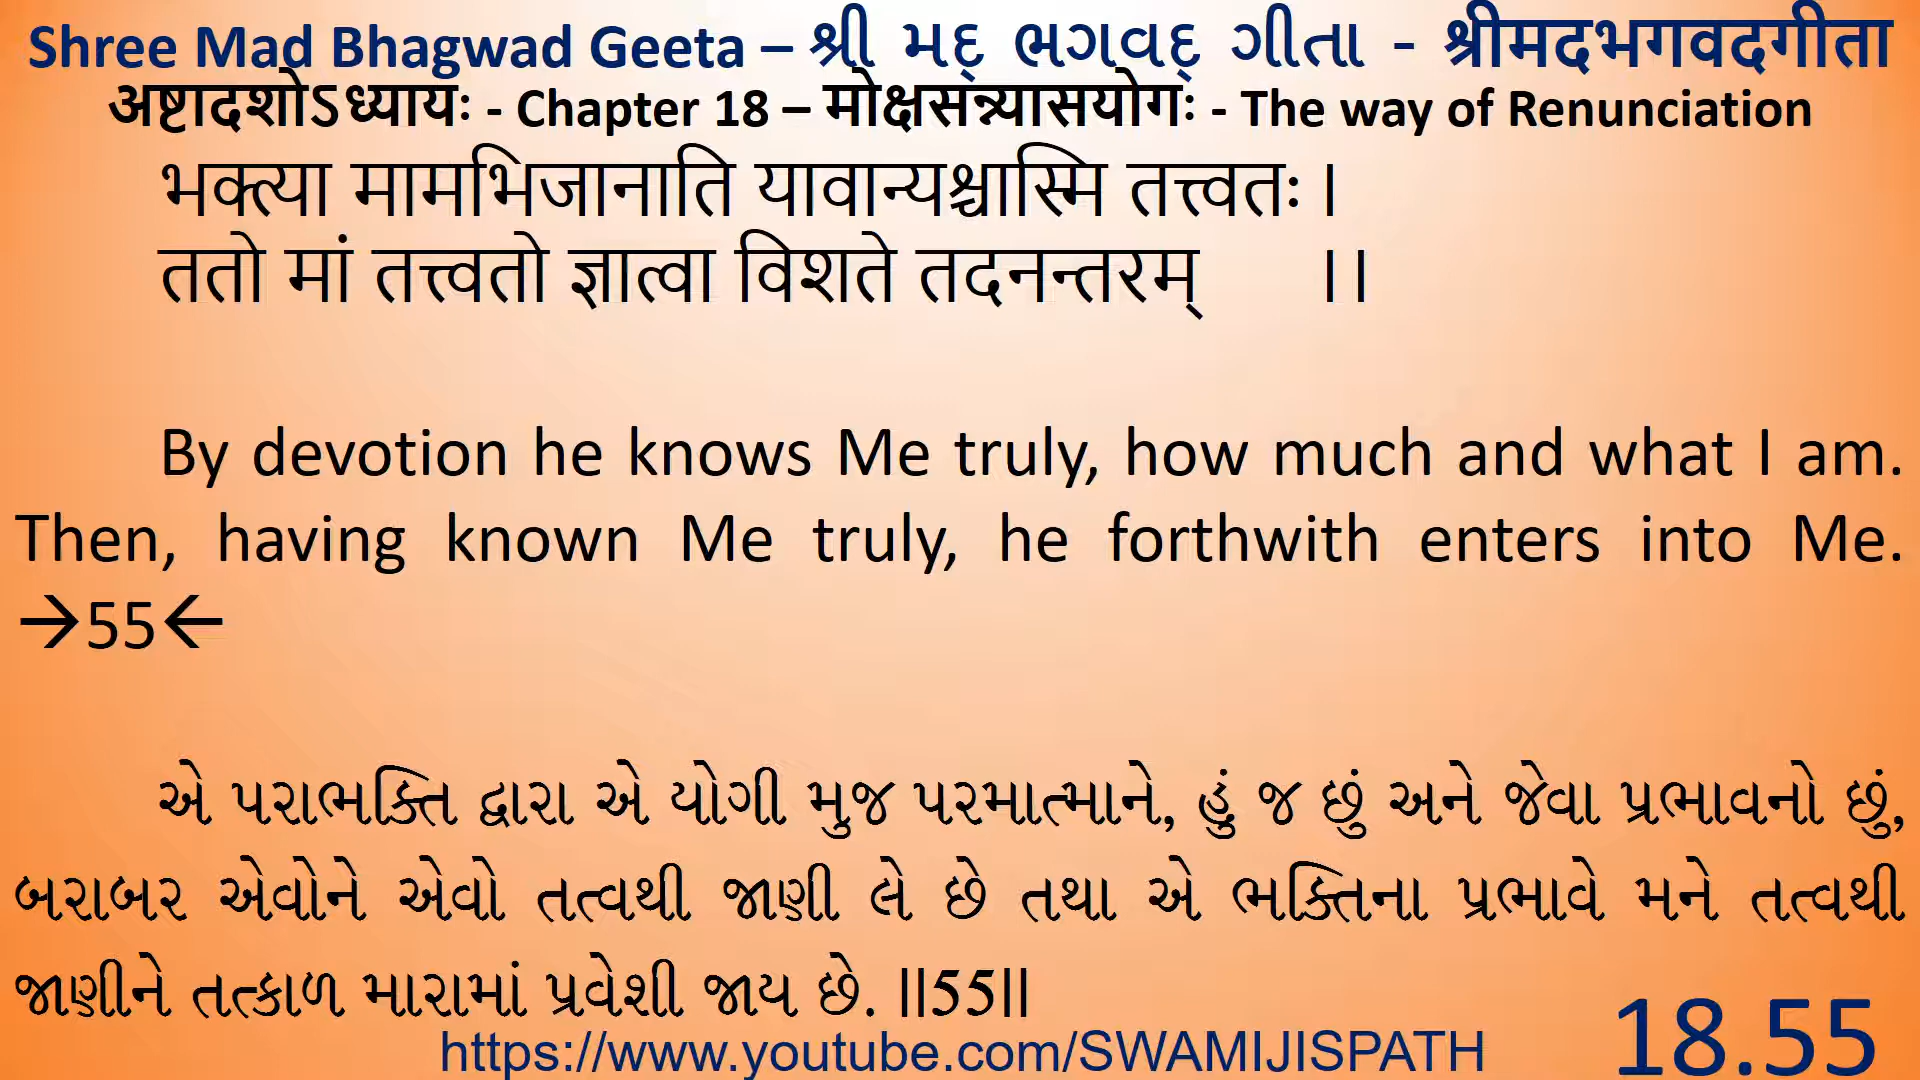 Shree Mad Bhagwad Geeta – શ્રી મદ્ ભગવદ્ ગીતા - श्रीमदभगवदगीता
अष्टादशोऽध्यायः - Chapter 18 – मोक्षसंन्यासयोगः - The way of Renunciation
भक्त्या मामभिजानाति यावान्यश्चास्मि तत्त्वतः ।
ततो मां तत्त्वतो ज्ञात्वा विशते तदनन्तरम् ।।
By devotion he knows Me truly, how much and what I am.
Then, having known Me truly, he forthwith enters into Me.
→55←
એ પરાભક્તિ દ્વારા એ યોગી મુજ પરમાત્માને, હું જ છું અને જેવા પ્રભાવનો છું,
બરાબર એવોને એવો તત્વથી જાણી લે છે તથા એ ભક્તિના પ્રભાવે મને તત્વથી
જાણીને તત્કાળ મારામાં પ્રવેશી જાય છે. ||55||
https://www.youtube.com/SWAMIJISPATH
18.55